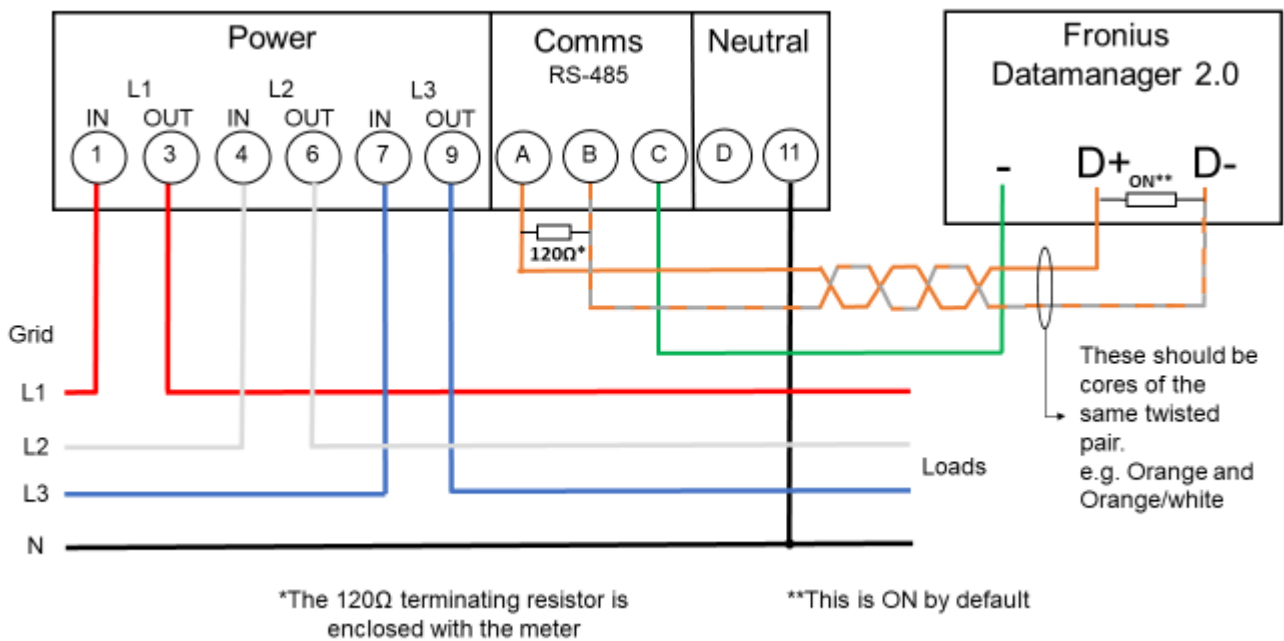 Power
Comms
RS-485
Neutral
Fronius
Datamanager 2.0
L1
L2
L3
IN
OUT
IN
OUT
IN
OUT
1
3
4
6
7
9
A
B
C
D
11
-
D+
D-
ON**
120Ω*
Grid
L1
L2
L3
N
Loads
These should be
cores of the
same twisted
pair.
e.g. Orange and
Orange/white
*The 120Ω terminating resistor is
enclosed with the meter
**This is ON by default